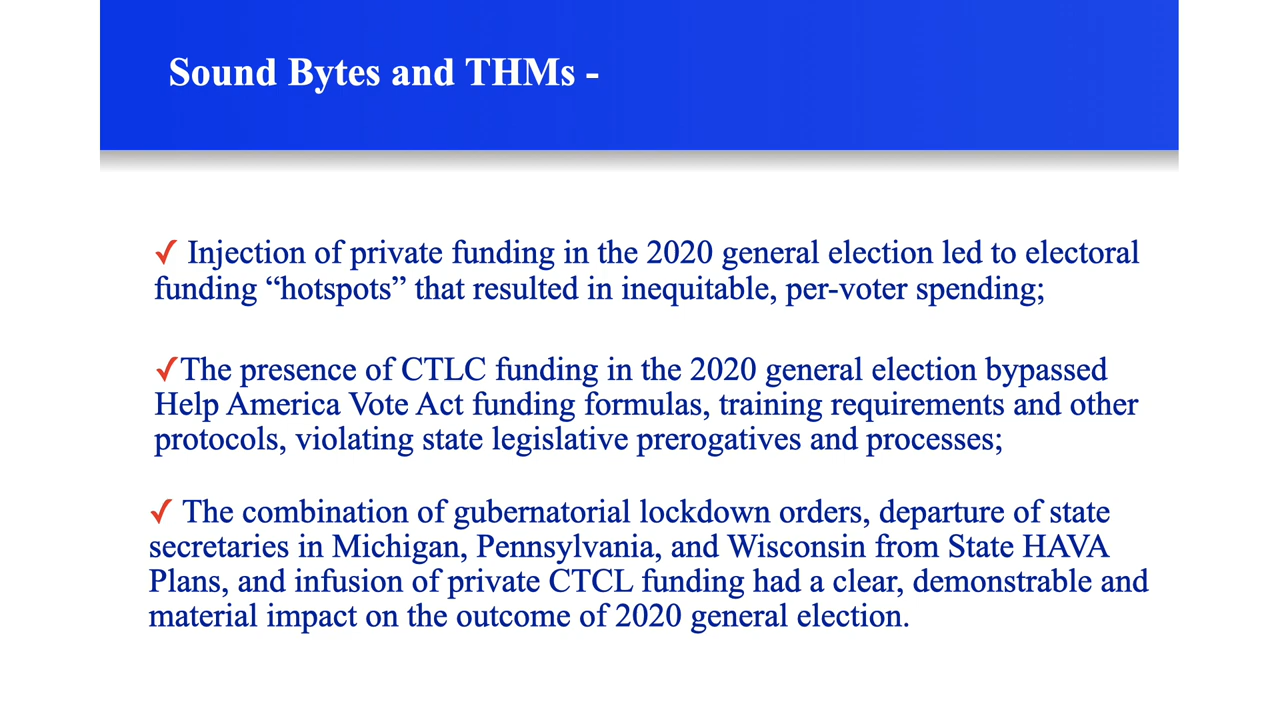 Sound Bytes and THMs -
✓ Injection of private funding in the 2020 general election led to electoral
funding “hotspots” that resulted in inequitable, per-voter spending;
✓The presence of CTLC funding in the 2020 general election bypassed
Help America Vote Act funding formulas, training requirements and other
protocols, violating state legislative prerogatives and processes;
✓ The combination of gubernatorial lockdown orders, departure of state
secretaries in Michigan, Pennsylvania, and Wisconsin from State HAVA
Plans, and infusion of private CTCL funding had a clear, demonstrable and
material impact on the outcome of 2020 general election.